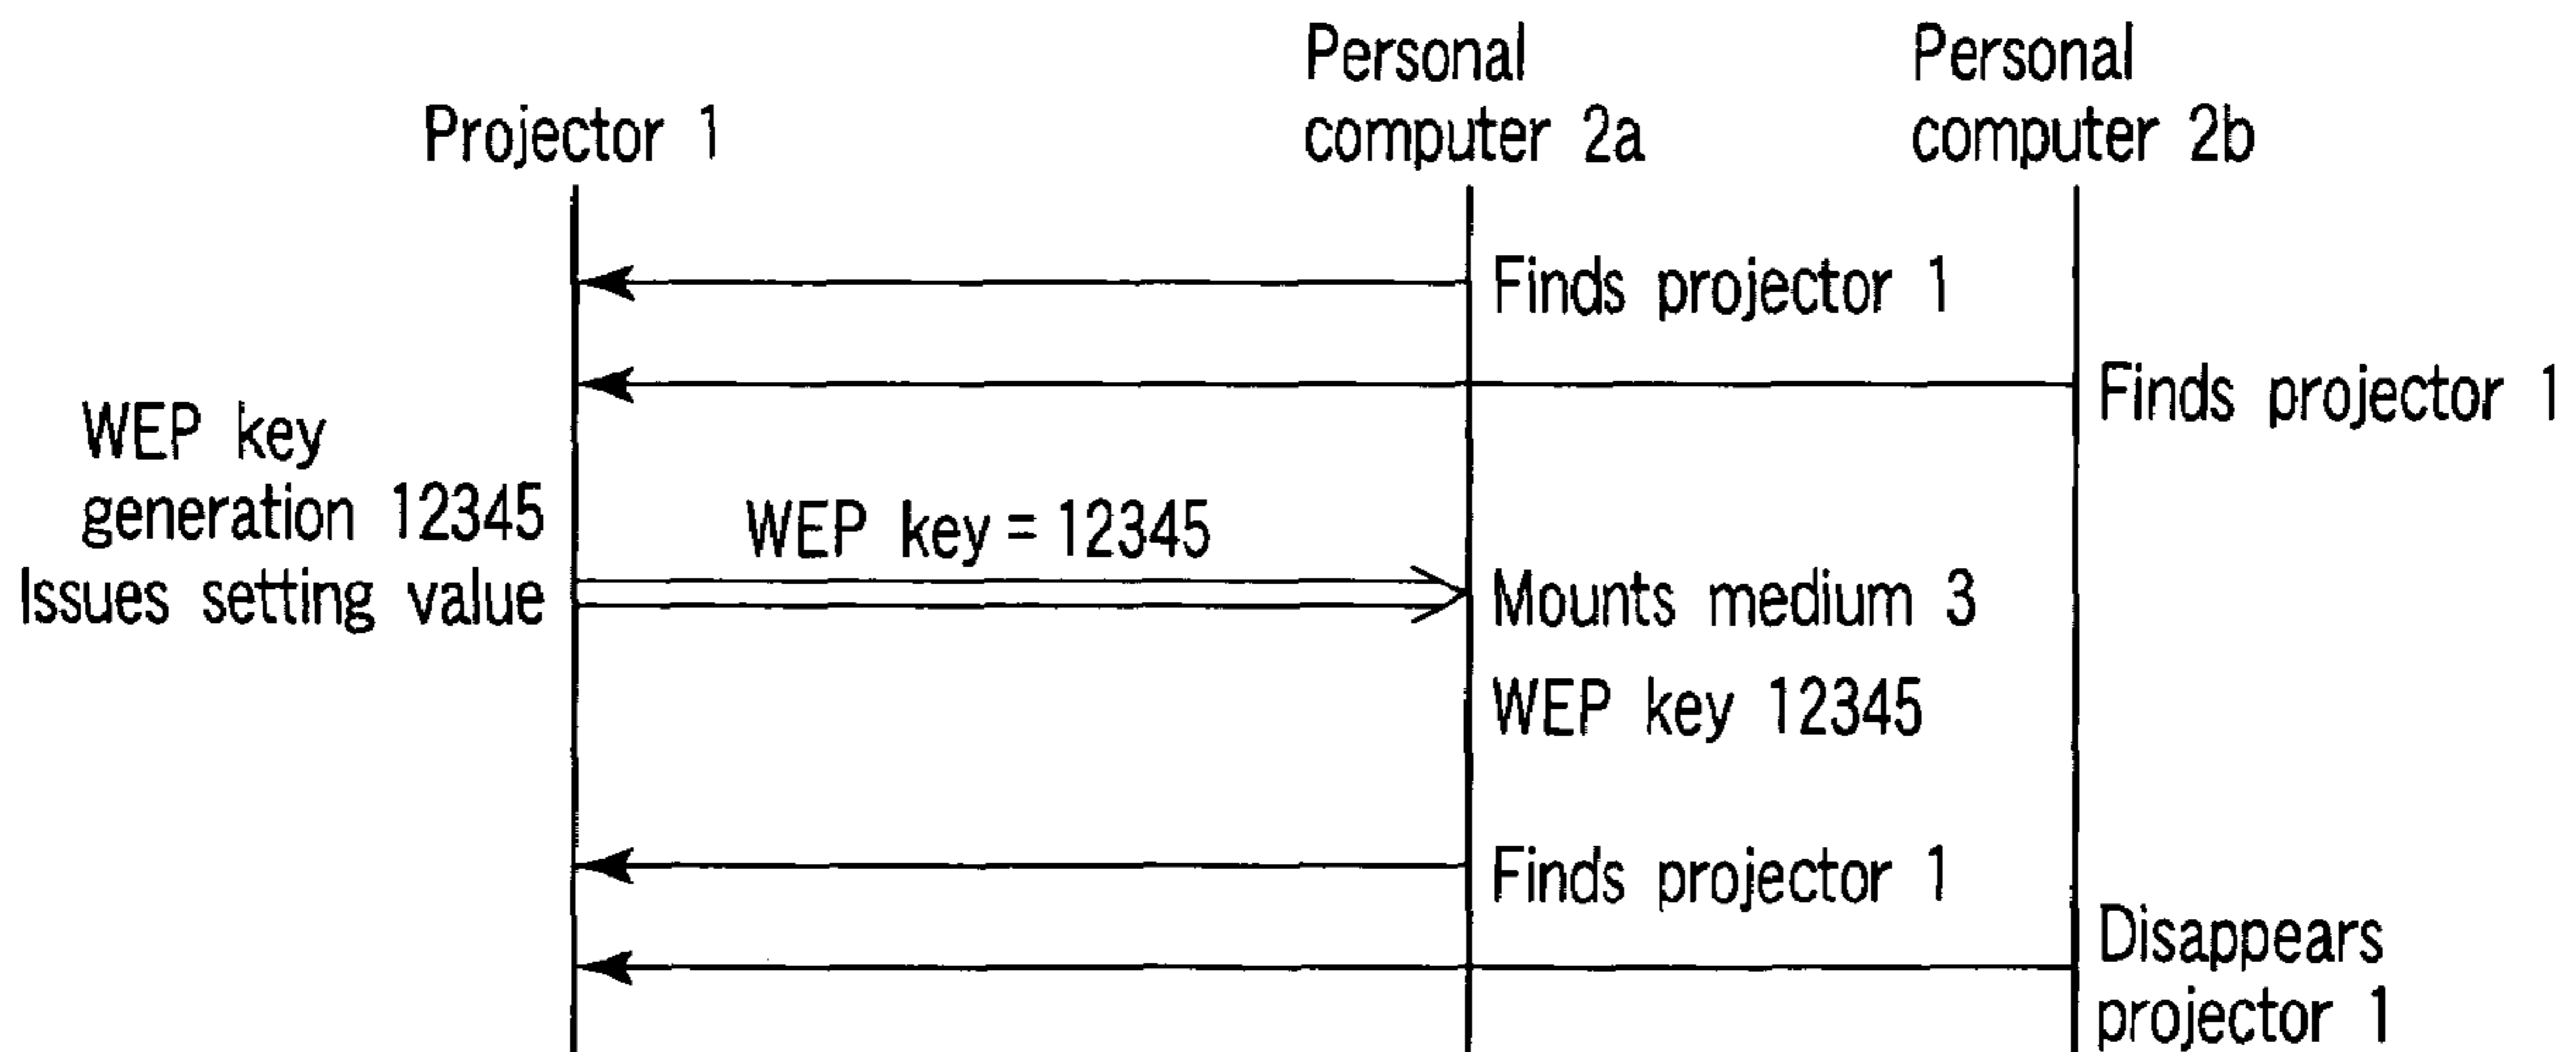 Projector 1
Personal
computer 2a
Personal
computer 2b
Finds projector 1
Finds projector 1
WEP key
generation 12345
Issues setting value
WEP key = 12345
Mounts medium 3
WEP key 12345
Finds projector 1
Disappears
projector 1